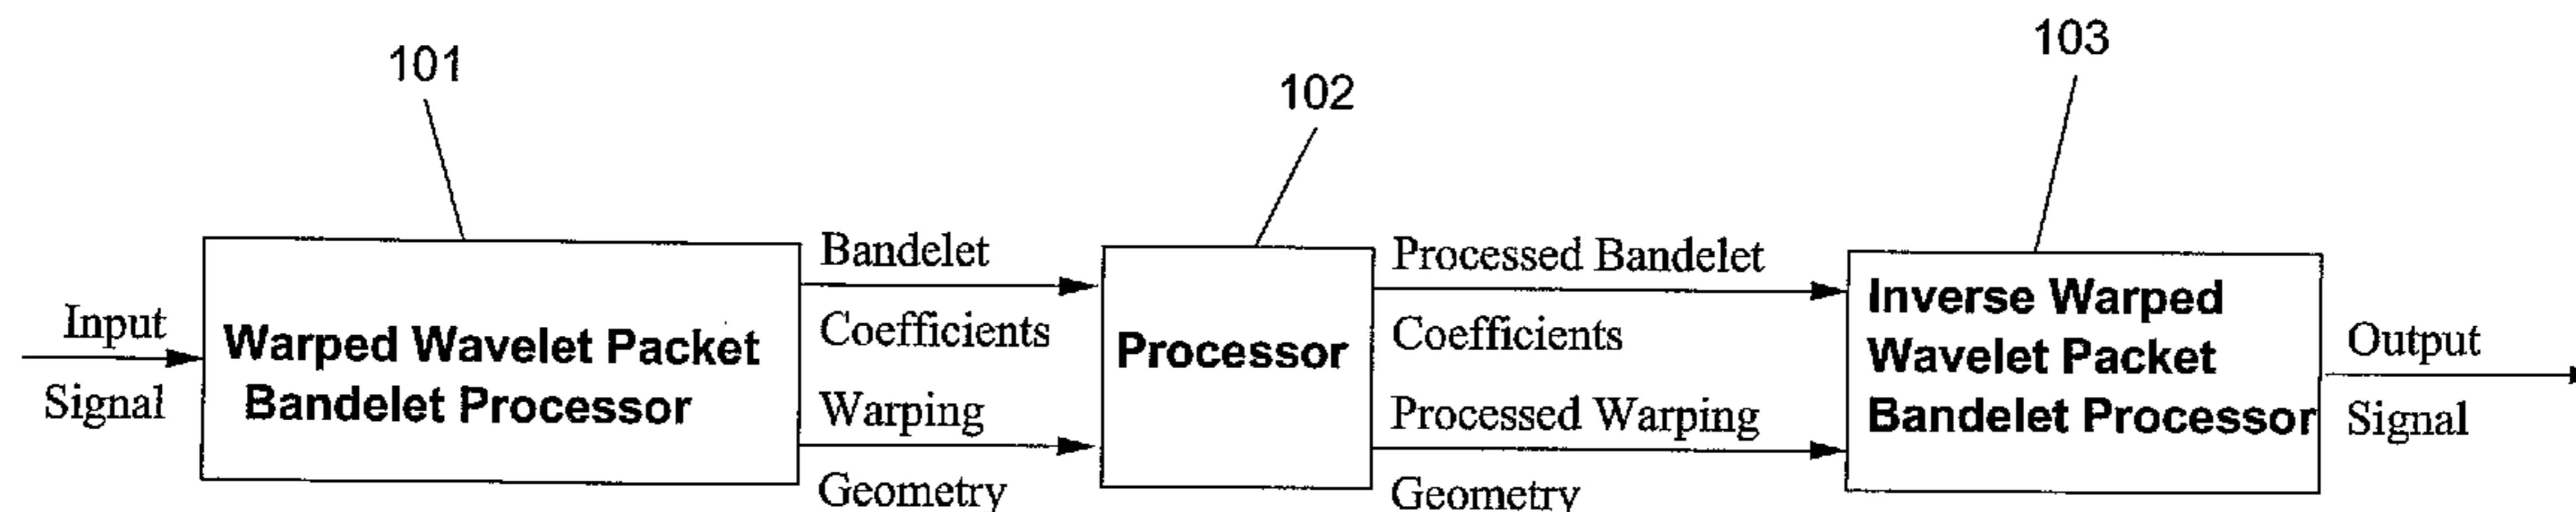 101
102
103
Input
Signal
Warped Wavelet Packet
Bandelet Processor
Bandelet
Coefficients
Warping
Geometry
Processor
Processed Bandelet
Coefficients
Processed Warping
Geometry
Inverse Warped
Wavelet Packet
Bandelet Processor
Output
Signal